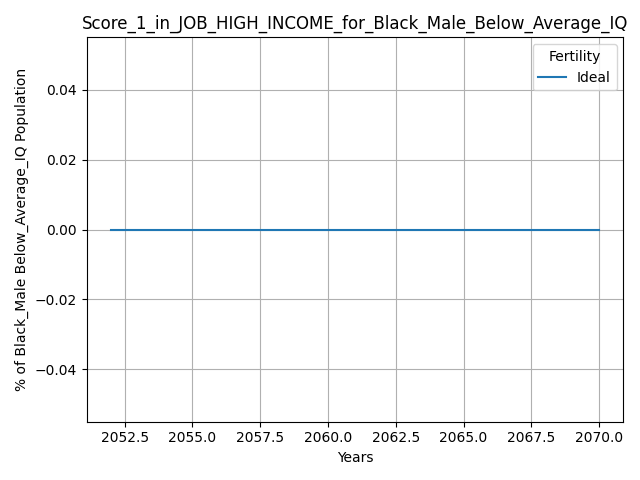 Score_1_in_JOB_HIGH_INCOME_for_Black_Male_Below_Average_IQ
Fertility
Ideal
% of Black_Male Below_Average_IQ Population
0.04
0.02
0.00
−0.02
−0.04
2052.5 2055.0 2057.5 2060.0 2062.5 2065.0 2067.5 2070.0
Years